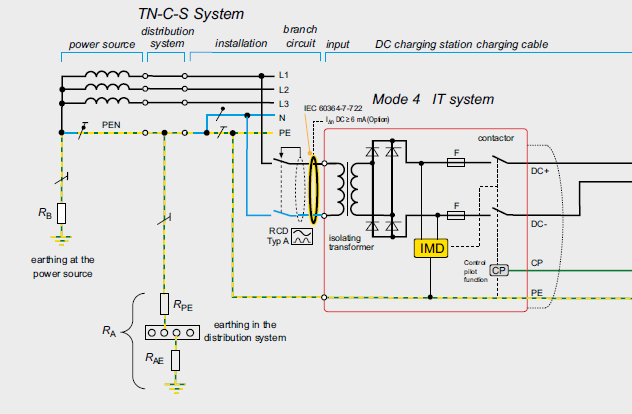 TN-C-S System
power source
distribution
system
installation
branch
circuit
input
DC charging station charging cable
L1
L2
L3
N
PE
PEN
IEC 60364-7-722
I∆n DC ≥ 6 mA (Option)
Mode 4 IT system
contactor
F
DC+
F
DC-
RCD
Typ A
isolating
transformer
IMD
Control
pilot
function
CP
CP
PE
RB
earthing at the
power source
RPE
RA
earthing in the
distribution system
RAE